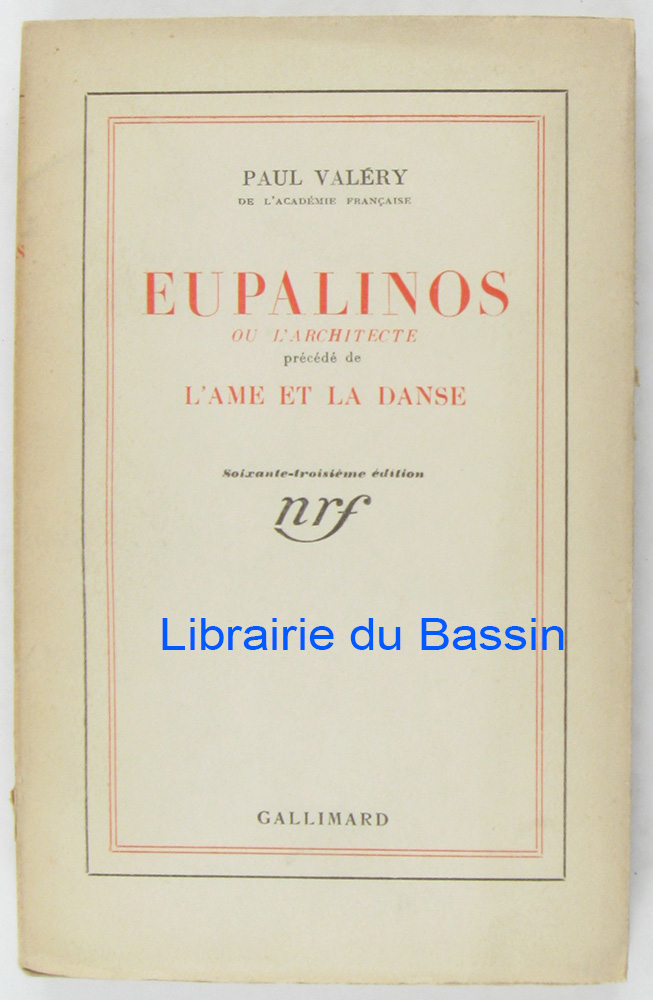 PAUL VALÉRY
DE L'ACADÉMIE FRANÇAISE
EUPALINOS
OU L'ARCHITECTE
précédé de
L'AME ET LA DANSE
Soixante-troisième édition
nrf
Librairie du Bassin
GALLIMARD
S